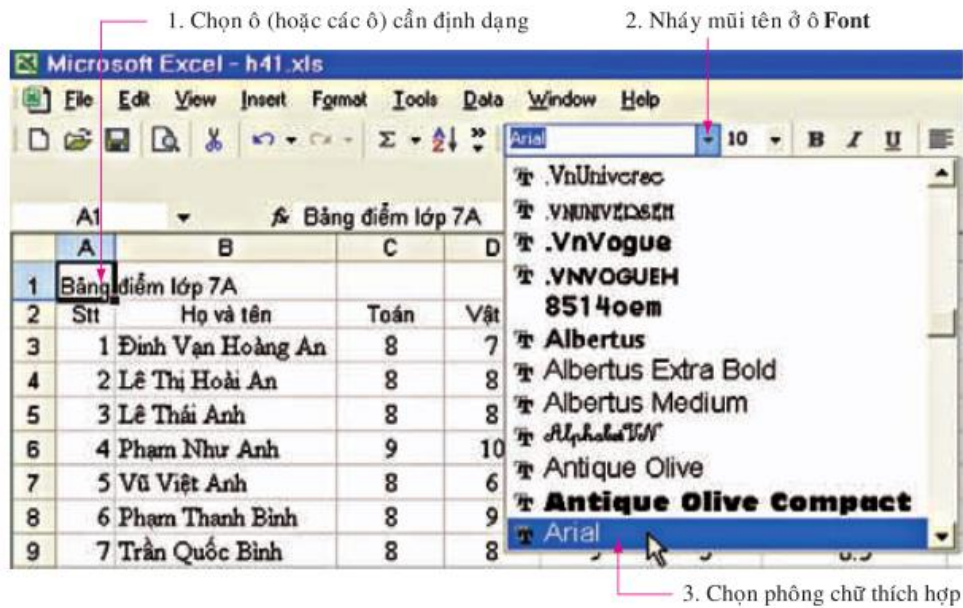 1. Chọn ô (hoặc các ô) cần định dạng
2. Nháy mũi tên ở ô Font
Microsoft Excel - h41.xls
File Edit View Insert Format Tools Data Window Help
Σ Arial 10 B I U
A1 fx Bảng điểm lớp 7A
A B C D
1 Bảng điểm lớp 7A
2 Stt Họ và tên Toán Vật
3 1 Đinh Vạn Hoàng An 8 7
4 2 Lê Thị Hoài An 8 8
5 3 Lê Thái Anh 8 8
6 4 Phạm Như Anh 9 10
7 5 Vũ Việt Anh 8 6
8 6 Phạm Thanh Bình 8 9
9 7 Trần Quốc Bình 8 8
.VnUniverse
.VNUNIVERSEH
.VnVogue
.VNVOGUEH
8514oem
Albertus
Albertus Extra Bold
Albertus Medium
AlphabetVN
Antique Olive
Antique Olive Compact
Arial
3. Chọn phông chữ thích hợp